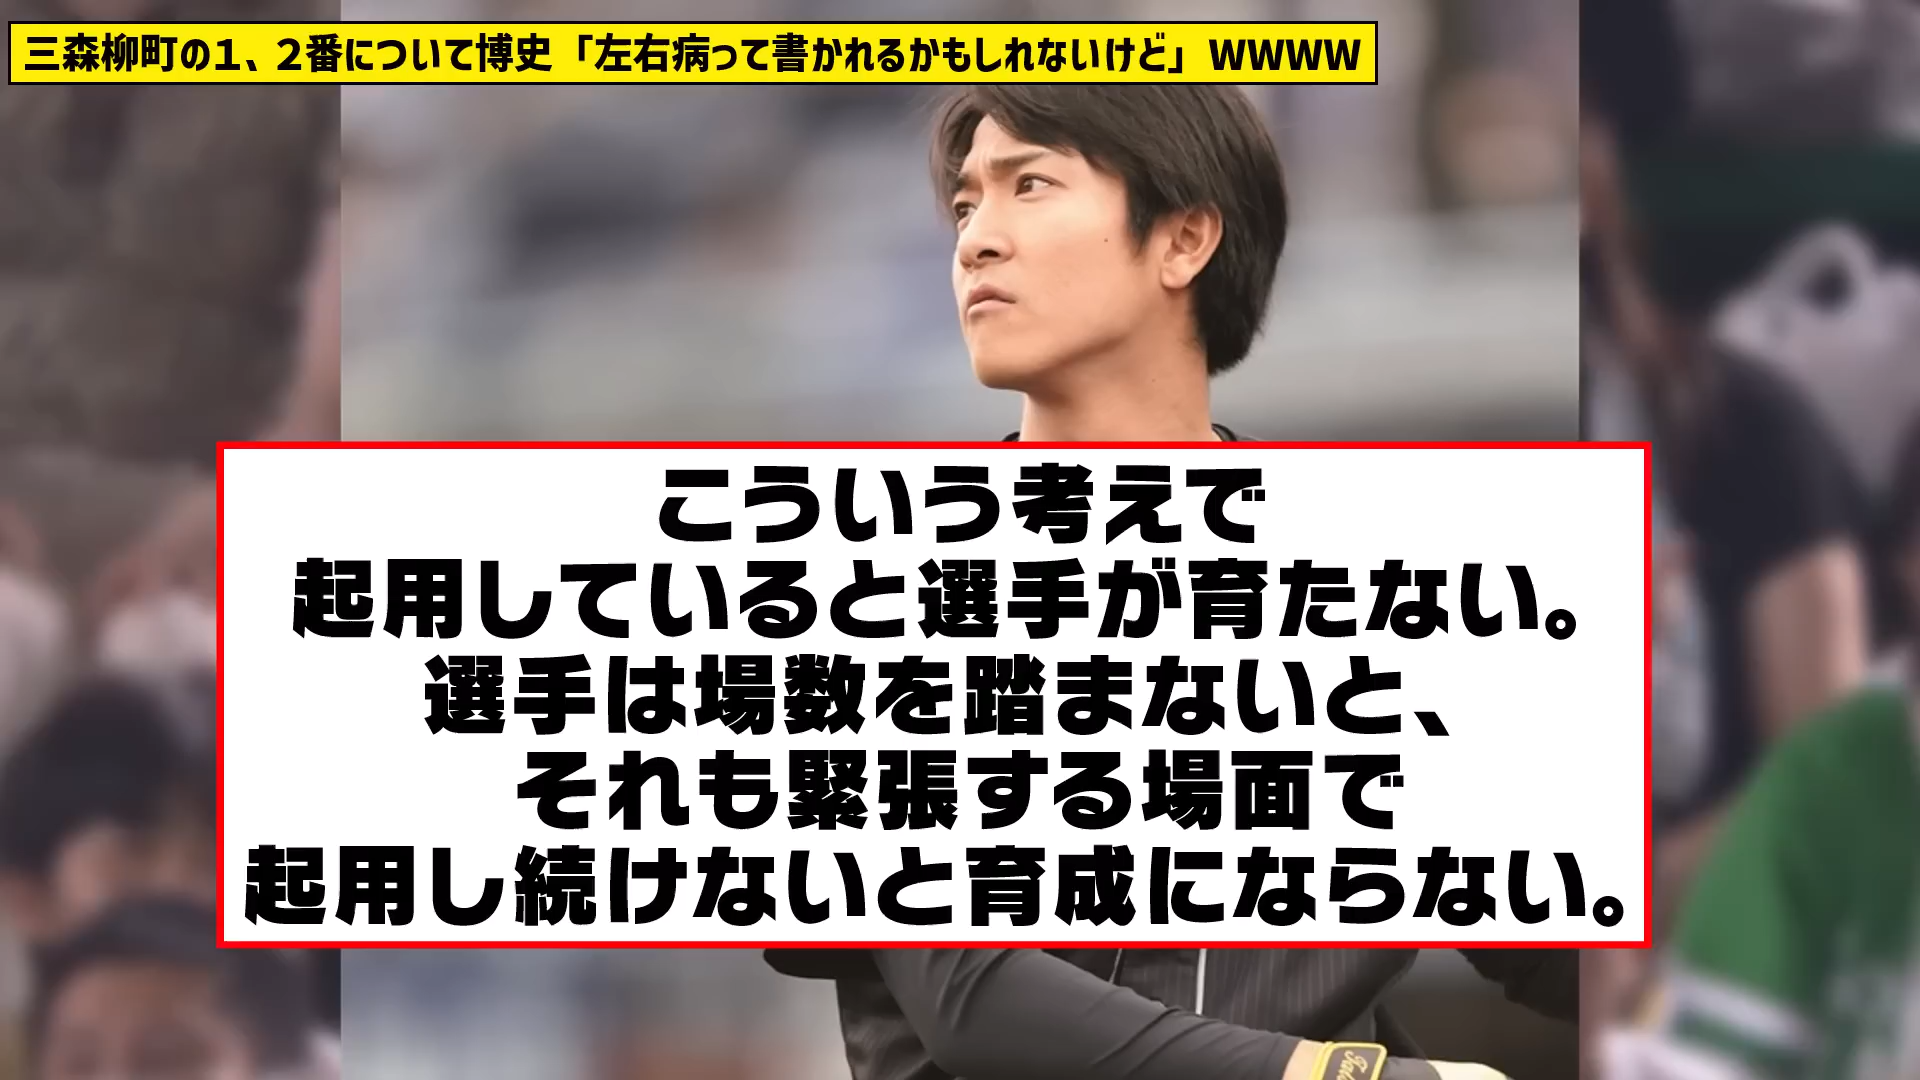 三森柳町の1、2番について博史「左右病って書かれるかもしれないけど」WWWW
こういう考えで
起用していると選手が育たない。
選手は場数を踏まないと、
それも緊張する場面で
起用し続けないと育成にならない。